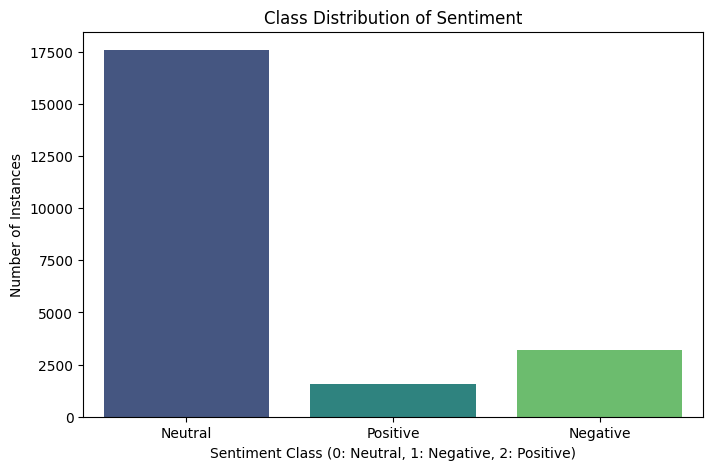 Class Distribution of Sentiment
Number of Instances
17500
15000
12500
10000
7500
5000
2500
0
Neutral Positive Negative
Sentiment Class (0: Neutral, 1: Negative, 2: Positive)